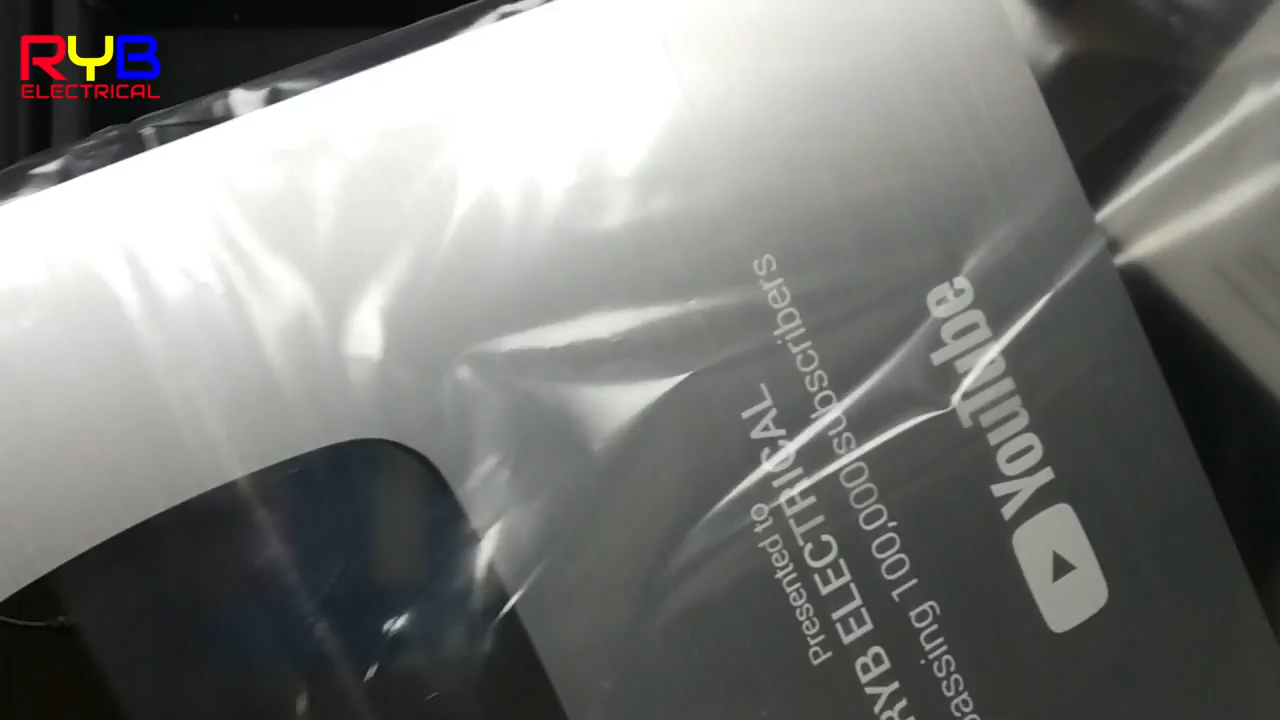 RYB
ELECTRICAL
Presented to
RYB ELECTRICAL
passing 100,000 subscribers
YouTube